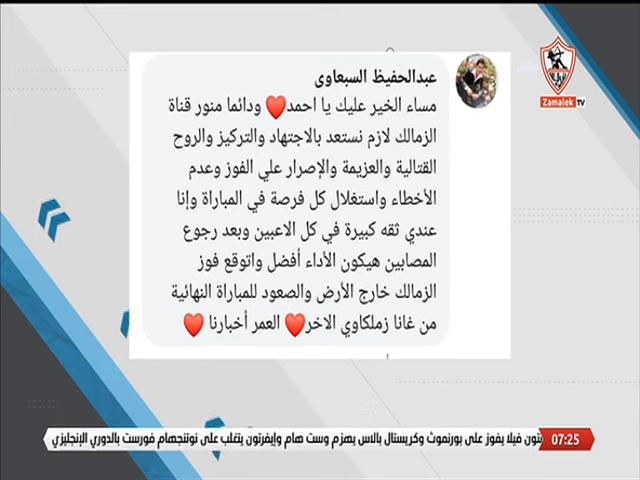 Zamalek TV
عبدالحفيظ السبعاوى
مساء الخير عليك يا احمد❤️ ودائما منور قناة
الزمالك لازم نستعد بالاجتهاد والتركيز والروح
القتالية والعزيمة والإصرار علي الفوز وعدم
الأخطاء واستغلال كل فرصة في المباراة وإنا
عندي ثقه كبيرة في كل الاعبين وبعد رجوع
المصابين هيكون الأداء أفضل واتوقع فوز
الزمالك خارج الأرض والصعود للمباراة النهائية
من غانا زملكاوي الاخر❤️ العمر أخبارنا ❤️
07:25
يتون فيلا يفوز على بورنموث وكريستال بالاس يهزم وست هام وإيفرتون يتغلب على نوتنجهام فورست بالدوري الإنجليزي